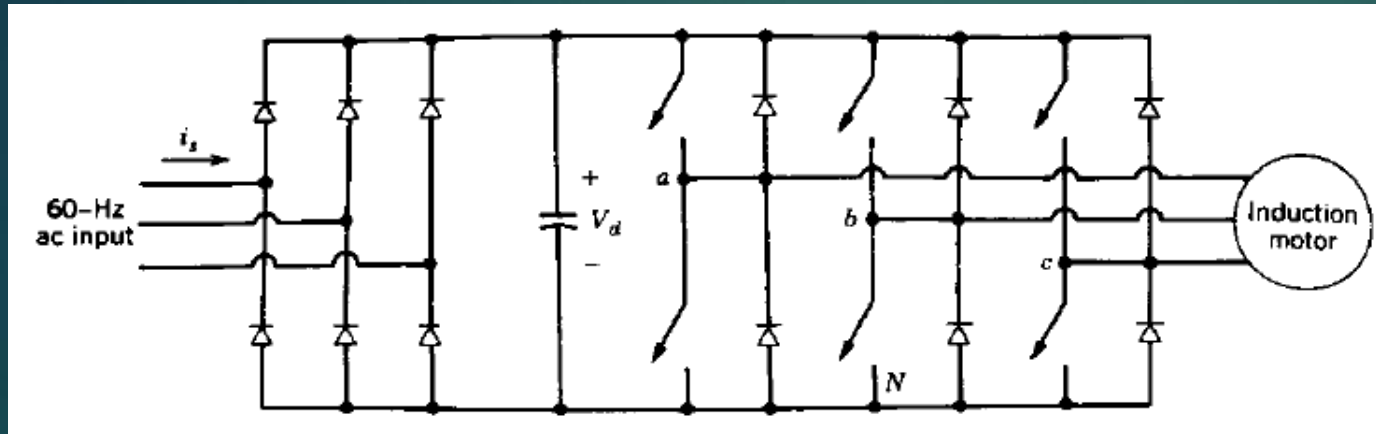 i_s
60-Hz
ac input
+
V_d
−
a
b
c
N
Induction
motor